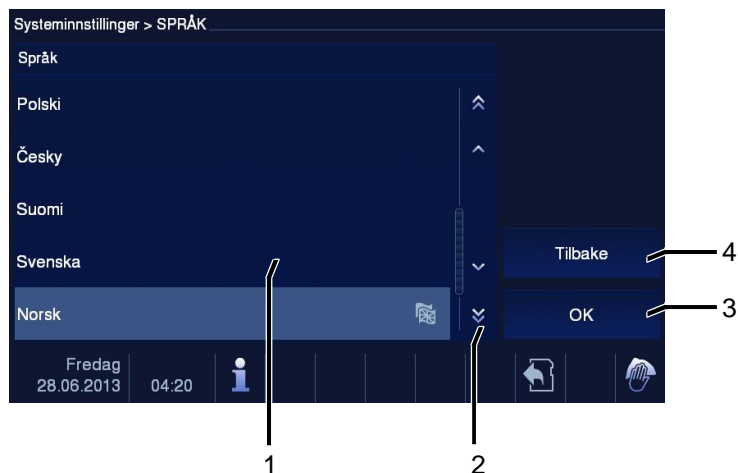 Systeminnstillinger > SPRÅK
Språk
Polski
Česky
Suomi
Svenska
Norsk
Tilbake
4
OK
3
Fredag
28.06.2013
04:20
1
2